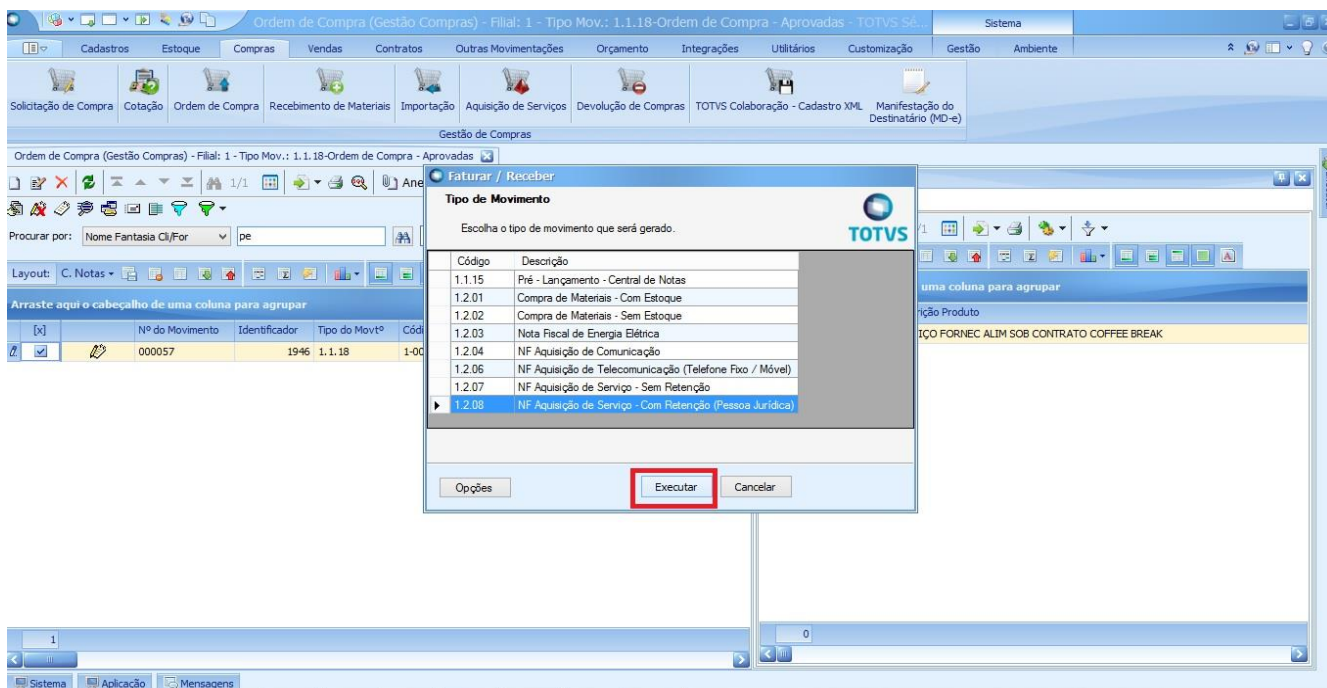 Ordem de Compra (Gestão Compras) - Filial: 1 - Tipo Mov.: 1.1.18-Ordem de Compra - Aprovadas - TOTVS Sé...
Sistema
Cadastros Estoque Compras Vendas Contratos Outras Movimentações Orçamento Integrações Utilitários Customização Gestão Ambiente
Solicitação de Compra Cotação Ordem de Compra Recebimento de Materiais Importação Aquisição de Serviços Devolução de Compras TOTVS Colaboração - Cadastro XML Manifestação do
Destinatário (MD-e)
Gestão de Compras
Ordem de Compra (Gestão Compras) - Filial: 1 - Tipo Mov.: 1.1.18-Ordem de Compra - Aprovadas
1/1 Ane
Procurar por: Nome Fantasia Cli/For pe
Layout: C. Notas
Arraste aqui o cabeçalho de uma coluna para agrupar
[x] Nº do Movimento Identificador Tipo do Movtº Códi
000057 1946 1.1.18 1-00
1
Faturar / Receber
Tipo de Movimento
Escolha o tipo de movimento que será gerado.
TOTVS
Código Descrição
1.1.15 Pré - Lançamento - Central de Notas
1.2.01 Compra de Materiais - Com Estoque
1.2.02 Compra de Materiais - Sem Estoque
1.2.03 Nota Fiscal de Energia Elétrica
1.2.04 NF Aquisição de Comunicação
1.2.06 NF Aquisição de Telecomunicação (Telefone Fixo / Móvel)
1.2.07 NF Aquisição de Serviço - Sem Retenção
1.2.08 NF Aquisição de Serviço - Com Retenção (Pessoa Jurídica)
Opções Executar Cancelar
/1
uma coluna para agrupar
rição Produto
IÇO FORNEC ALIM SOB CONTRATO COFFEE BREAK
0
Sistema Aplicação Mensagens